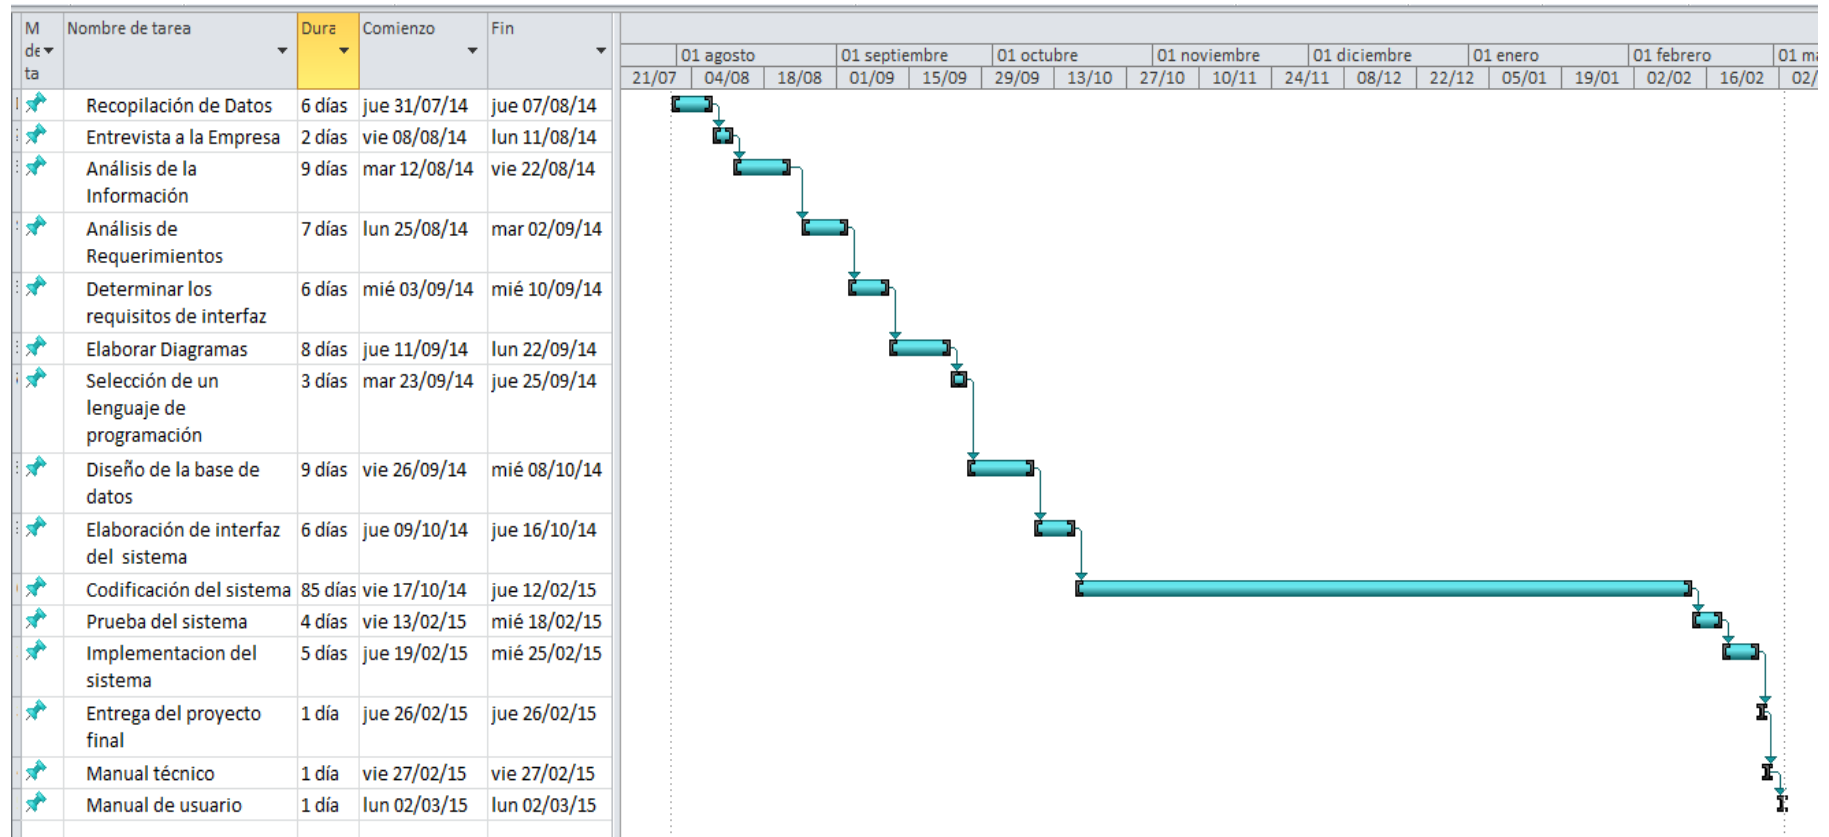 M
de
ta
Nombre de tarea
Dura
Comienzo
Fin
01 agosto
01 septiembre
01 octubre
01 noviembre
01 diciembre
01 enero
01 febrero
01 ma
21/07
04/08
18/08
01/09
15/09
29/09
13/10
27/10
10/11
24/11
08/12
22/12
05/01
19/01
02/02
16/02
02/
Recopilación de Datos 6 días jue 31/07/14 jue 07/08/14
Entrevista a la Empresa 2 días vie 08/08/14 lun 11/08/14
Análisis de la 9 días mar 12/08/14 vie 22/08/14
Información
Análisis de 7 días lun 25/08/14 mar 02/09/14
Requerimientos
Determinar los 6 días mié 03/09/14 mié 10/09/14
requisitos de interfaz
Elaborar Diagramas 8 días jue 11/09/14 lun 22/09/14
Selección de un 3 días mar 23/09/14 jue 25/09/14
lenguaje de
programación
Diseño de la base de 9 días vie 26/09/14 mié 08/10/14
datos
Elaboración de interfaz 6 días jue 09/10/14 jue 16/10/14
del sistema
Codificación del sistema 85 días vie 17/10/14 jue 12/02/15
Prueba del sistema 4 días vie 13/02/15 mié 18/02/15
Implementacion del 5 días jue 19/02/15 mié 25/02/15
sistema
Entrega del proyecto 1 día jue 26/02/15 jue 26/02/15
final
Manual técnico 1 día vie 27/02/15 vie 27/02/15
Manual de usuario 1 día lun 02/03/15 lun 02/03/15